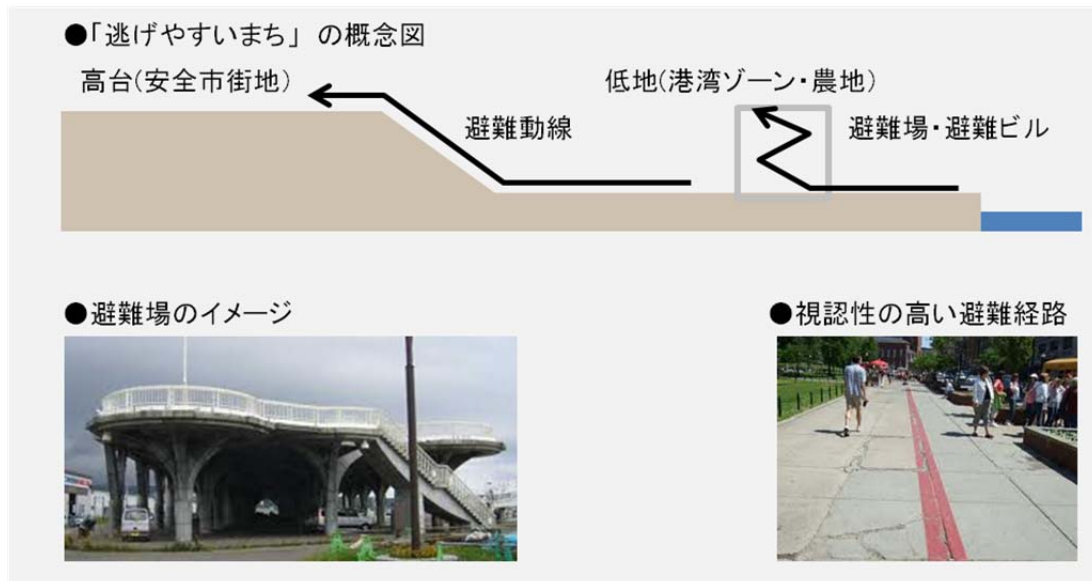 ●「逃げやすいまち」の概念図
高台(安全市街地)
低地(港湾ゾーン・農地)
避難動線
避難場・避難ビル
●避難場のイメージ
●視認性の高い避難経路